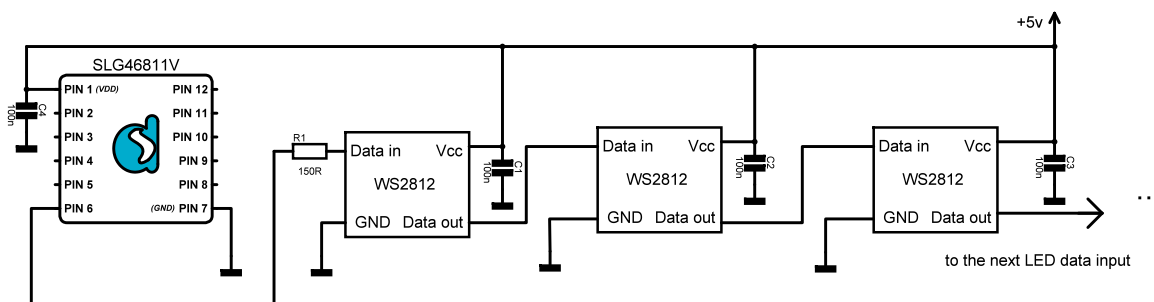 +5v
SLG46811V
PIN 1 (VDD)
PIN 2
PIN 3
PIN 4
PIN 5
PIN 6
PIN 12
PIN 11
PIN 10
PIN 9
PIN 8
(GND) PIN 7
C4
100n
R1
150R
Data in
Vcc
WS2812
GND
Data out
C1
100n
Data in
Vcc
WS2812
GND
Data out
C2
100n
Data in
Vcc
WS2812
GND
Data out
C3
100n
..
to the next LED data input